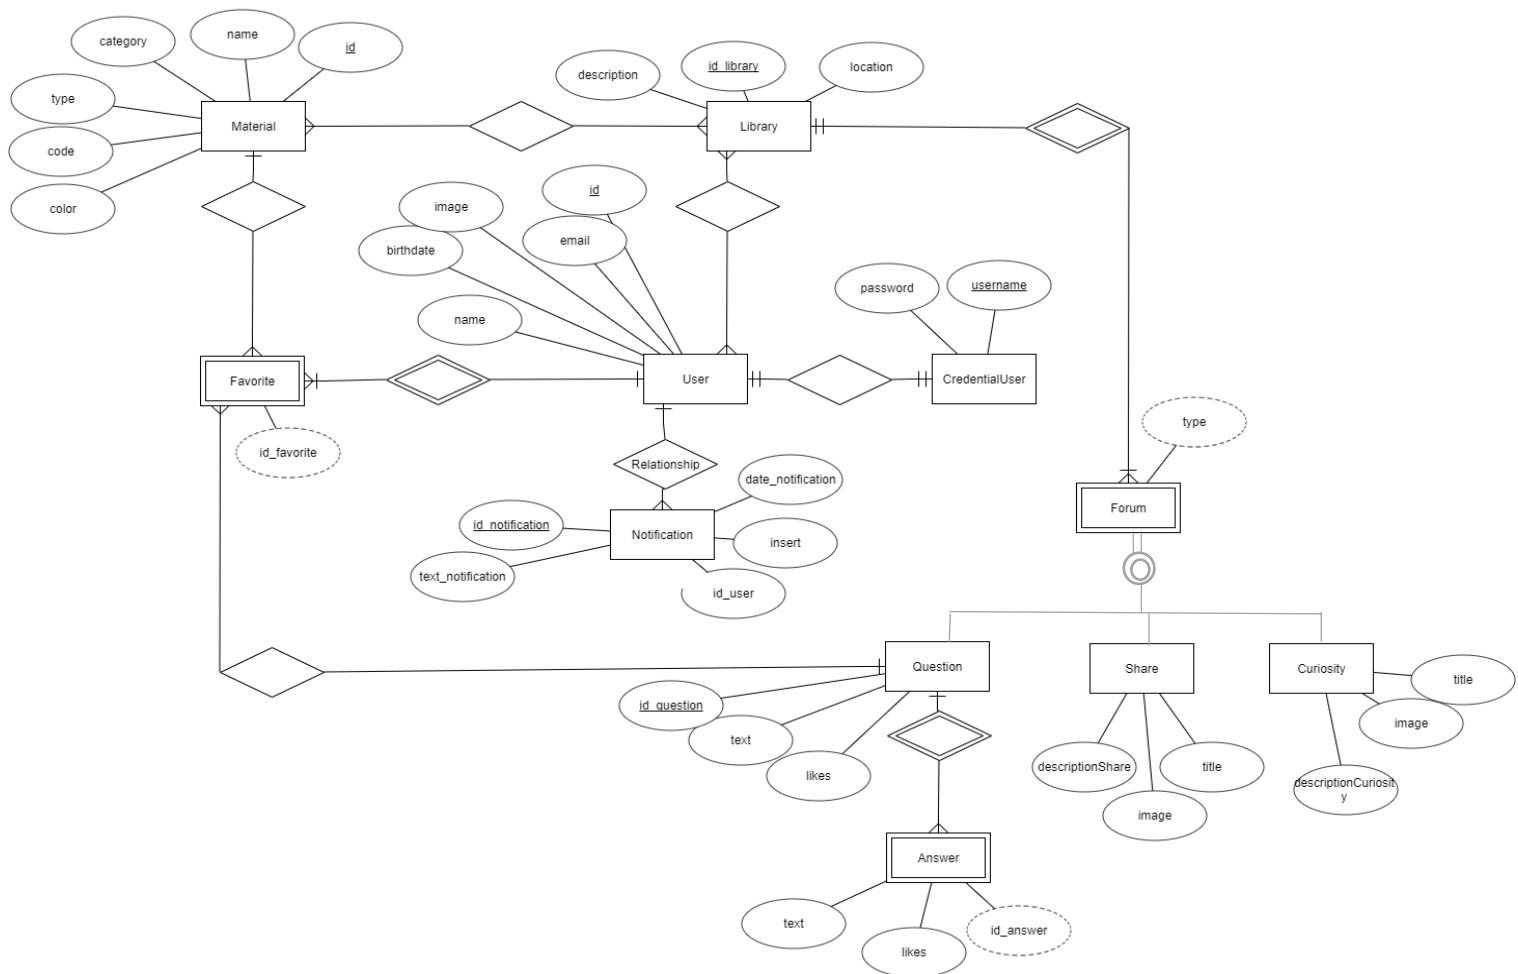 name
category
id
type
code
color
Material
description
id_library
location
Library
image
id
birthdate
email
name
password
username
Favorite
User
CredentialUser
id_favorite
type
Relationship
date_notification
id_notification
Notification
insert
text_notification
id_user
Forum
Question
Share
Curiosity
title
image
id_question
text
likes
descriptionShare
title
image
descriptionCuriosit
y
Answer
text
likes
id_answer